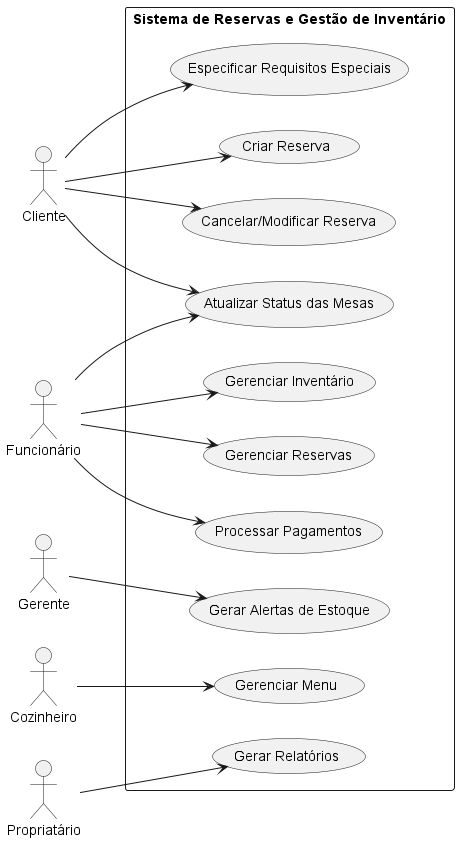 Sistema de Reservas e Gestão de Inventário
Especificar Requisitos Especiais
Criar Reserva
Cliente
Cancelar/Modificar Reserva
Atualizar Status das Mesas
Gerenciar Inventário
Funcionário
Gerenciar Reservas
Processar Pagamentos
Gerente
Gerar Alertas de Estoque
Gerenciar Menu
Cozinheiro
Gerar Relatórios
Propriatário